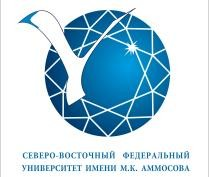 СЕВЕРО-ВОСТОЧНЫЙ ФЕДЕРАЛЬНЫЙ
УНИВЕРСИТЕТ ИМЕНИ М.К. АММОСОВА